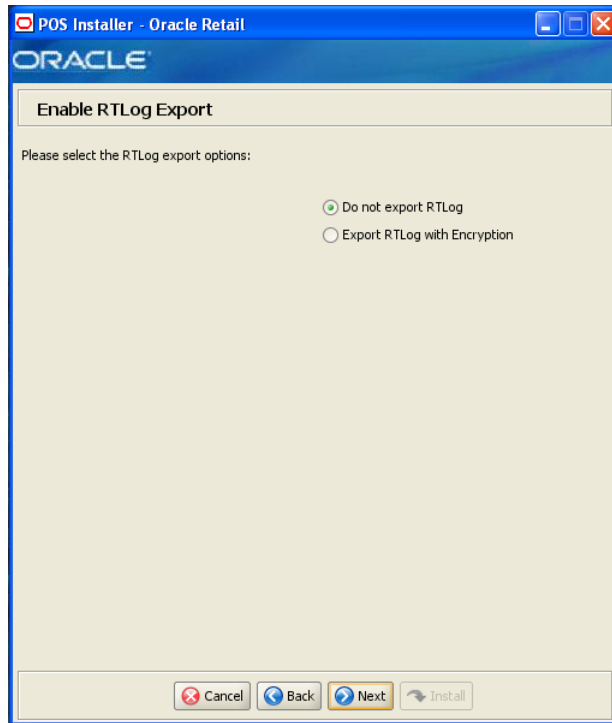 POS Installer - Oracle Retail
ORACLE
Enable RTLog Export
Please select the RTLog export options:
Do not export RTLog
Export RTLog with Encryption
Cancel
Back
Next
Install